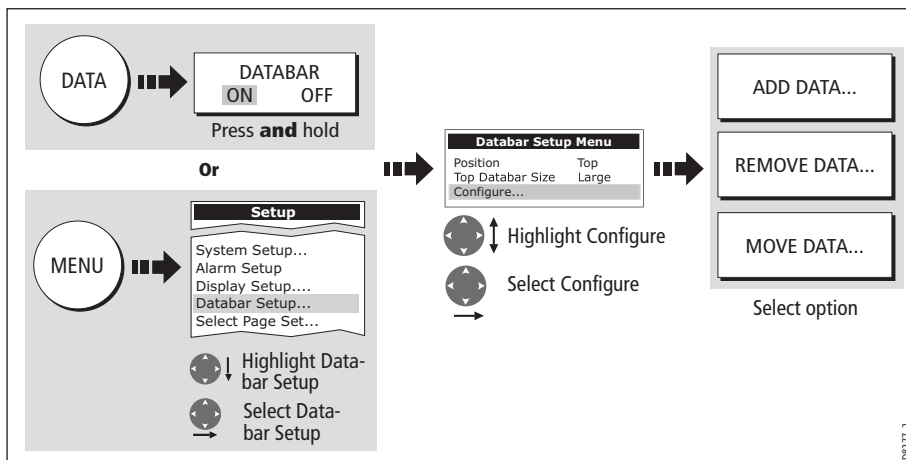 DATA
DATABAR
ON OFF
Press and hold
Or
MENU
Setup
System Setup...
Alarm Setup
Display Setup....
Databar Setup...
Select Page Set...
Highlight Data-
bar Setup
Select Data-
bar Setup
Databar Setup Menu
Position Top
Top Databar Size Large
Configure...
Highlight Configure
Select Configure
ADD DATA...
REMOVE DATA...
MOVE DATA...
Select option